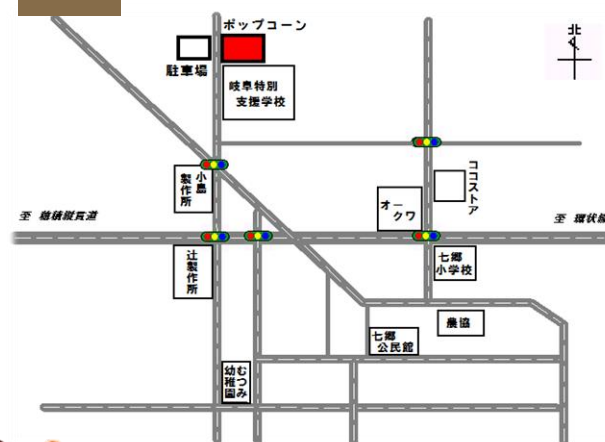 ポップコーン
北
駐車場
岐阜特別
支援学校
小島
製作所
ココストア
オー
クワ
至 穂積縦貫道
至 環状線
辻製作所
七郷
小学校
農協
七郷
公民館
むつみ
幼稚園